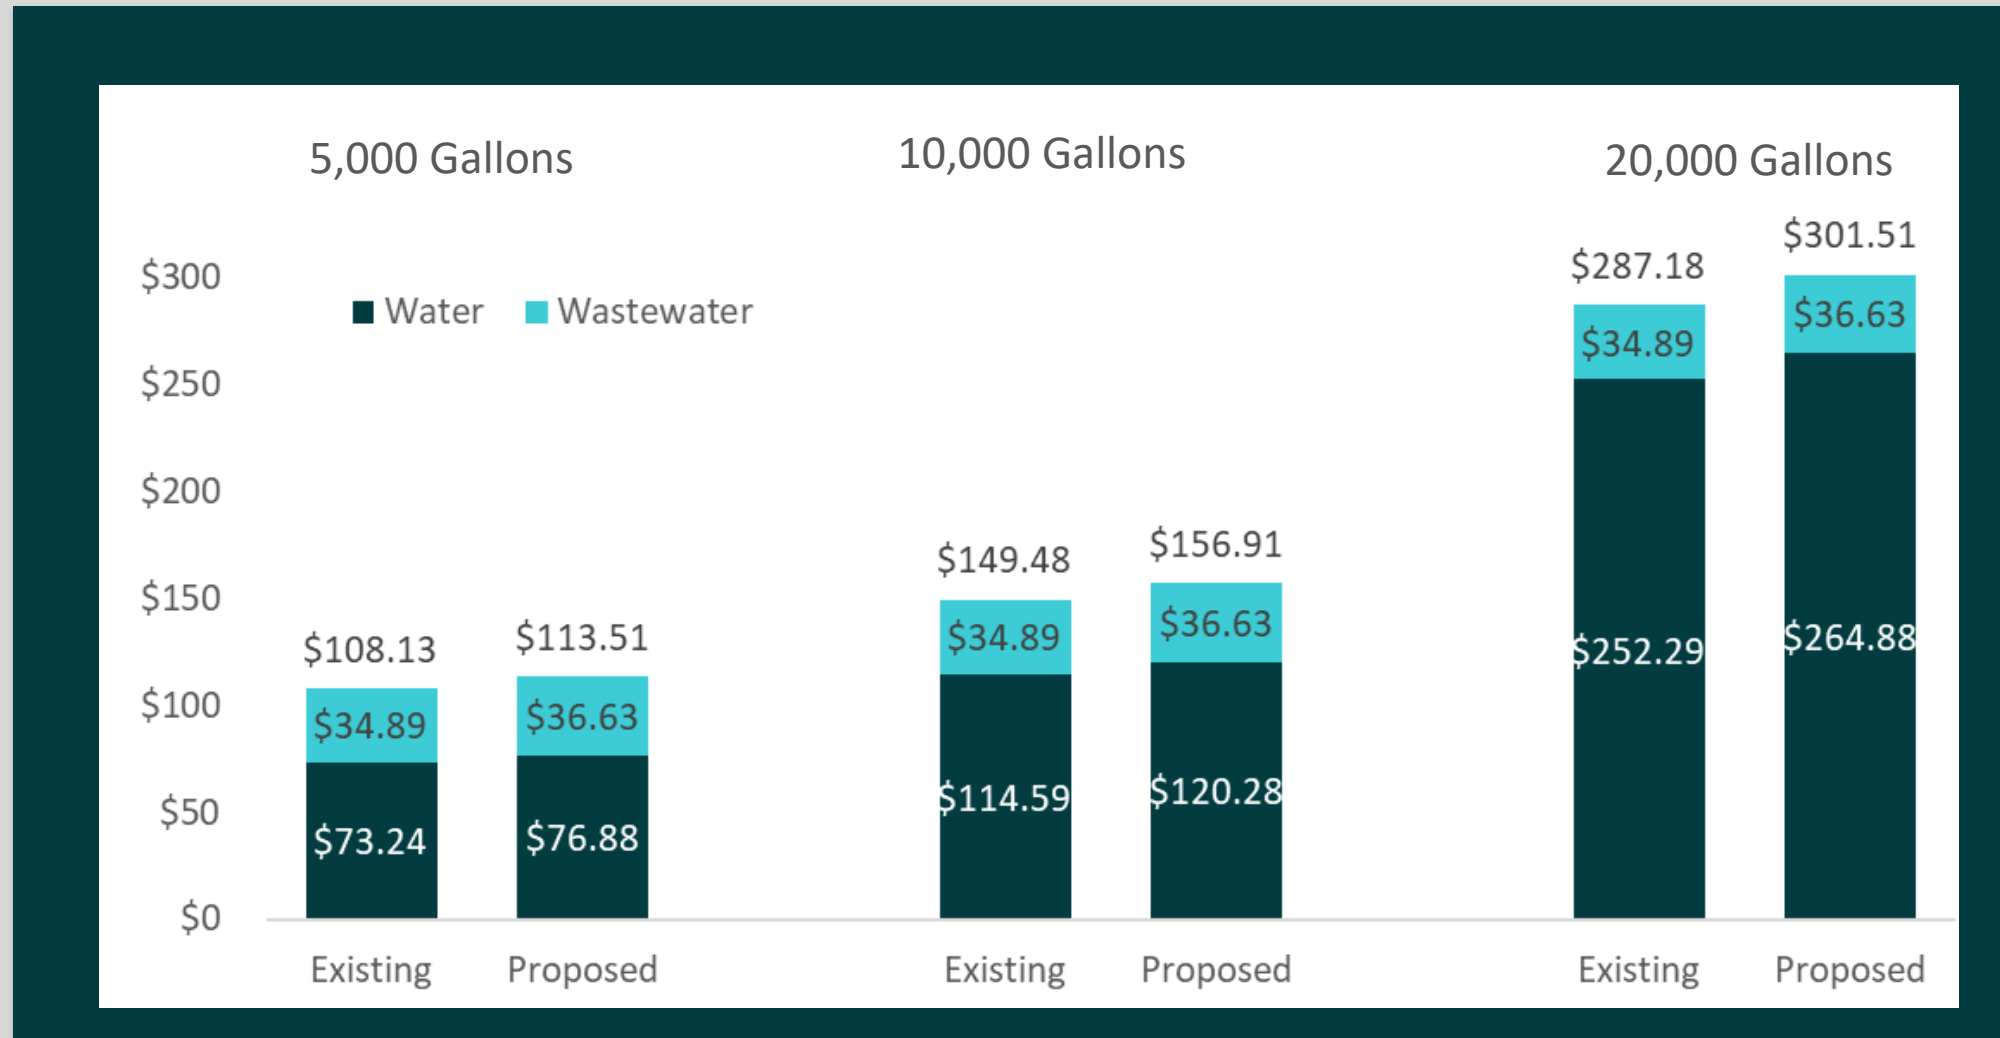 5,000 Gallons
10,000 Gallons
20,000 Gallons
$300
$250
$200
$150
$100
$50
$0
Water
Wastewater
$108.13
$34.89
$73.24
$113.51
$36.63
$76.88
$149.48
$34.89
$114.59
$156.91
$36.63
$120.28
$287.18
$34.89
$252.29
$301.51
$36.63
$264.88
Existing
Proposed
Existing
Proposed
Existing
Proposed